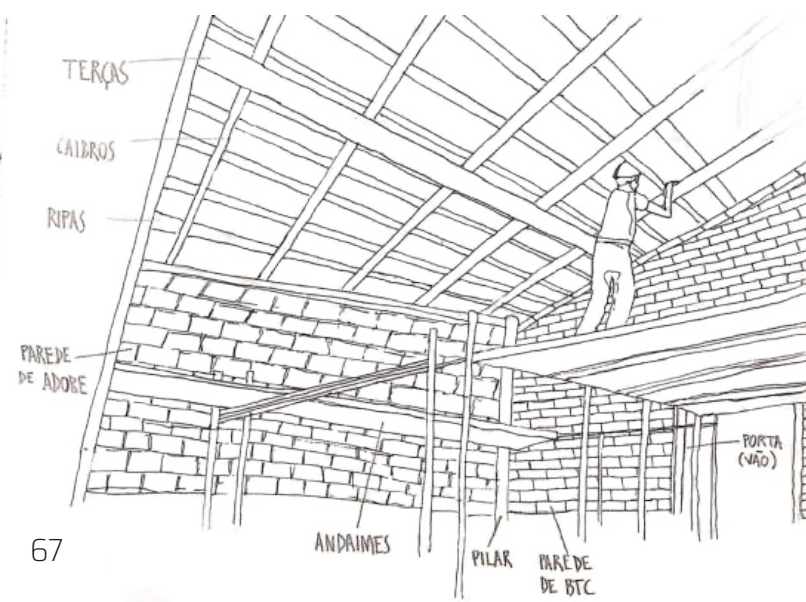 TERÇAS
CAIBROS
RIPAS
PAREDE
DE ADOBE
ANDAIMES
PILAR
PAREDE
DE BTC
PORTA
(VÃO)
67